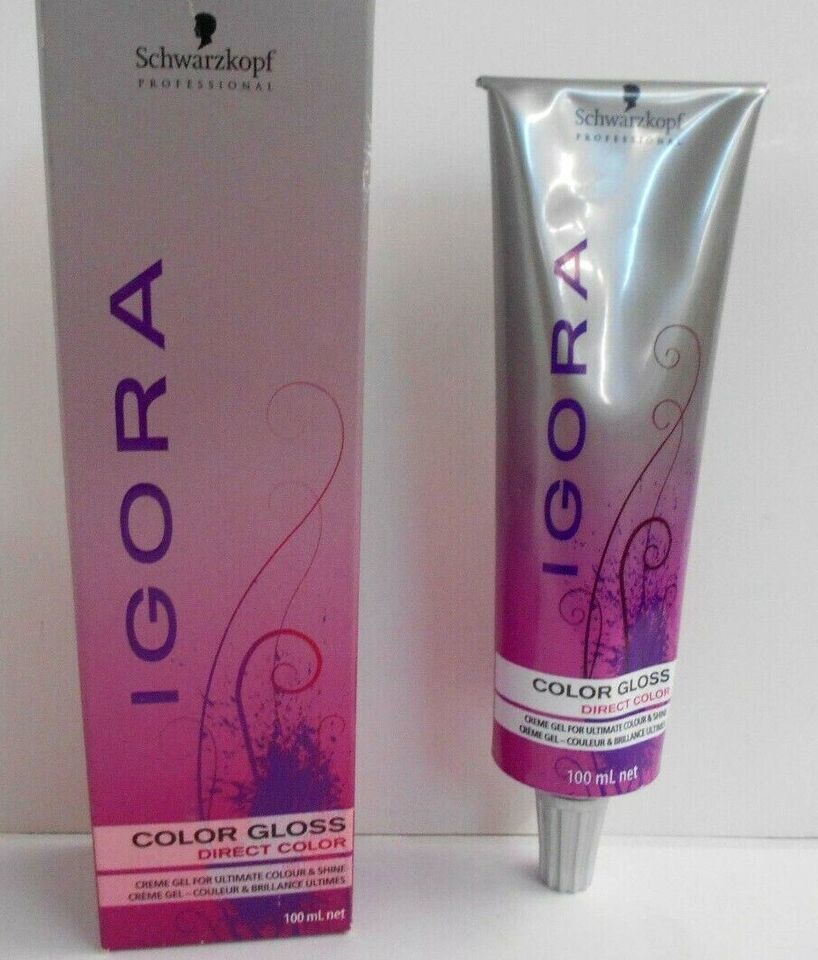 Schwarzkopf
PROFESSIONAL
IGORA
COLOR GLOSS
DIRECT COLOR
CREME GEL FOR ULTIMATE COLOUR & SHINE
CRÈME GEL – COULEUR & BRILLANCE ULTIMES
100 mL net
Schwarzkopf
PROFESSIONAL
IGORA
COLOR GLOSS
DIRECT COLOR
CREME GEL FOR ULTIMATE COLOUR & SHINE
CRÈME GEL – COULEUR & BRILLANCE ULTIMES
100 mL net